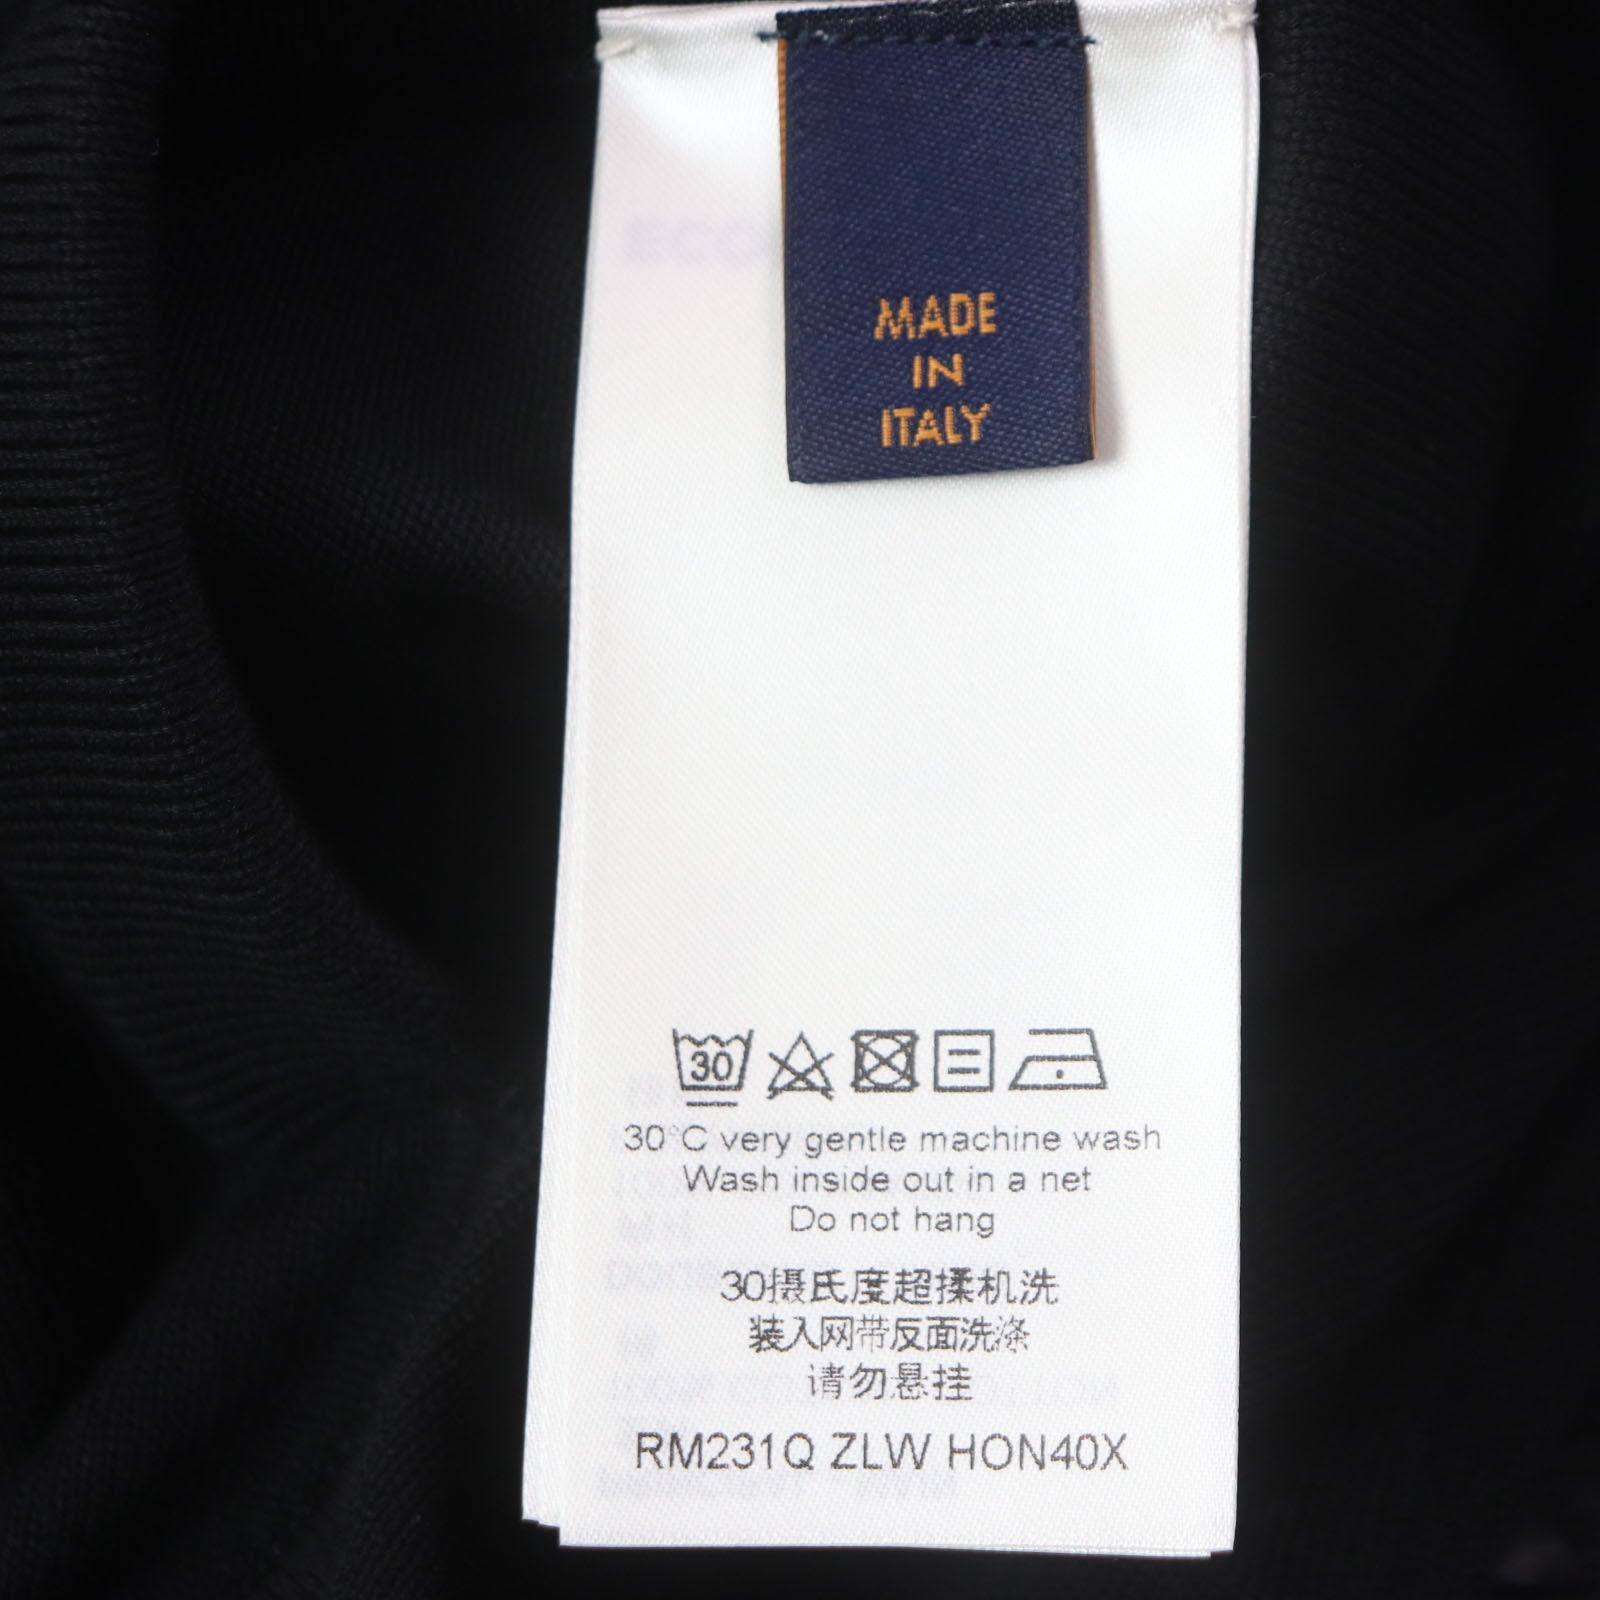 MADE
IN
ITALY
30
30°C very gentle machine wash
Wash inside out in a net
Do not hang
30摄氏度超揉机洗
装入网带反面洗涤
请勿悬挂
RM231Q ZLW HON40X